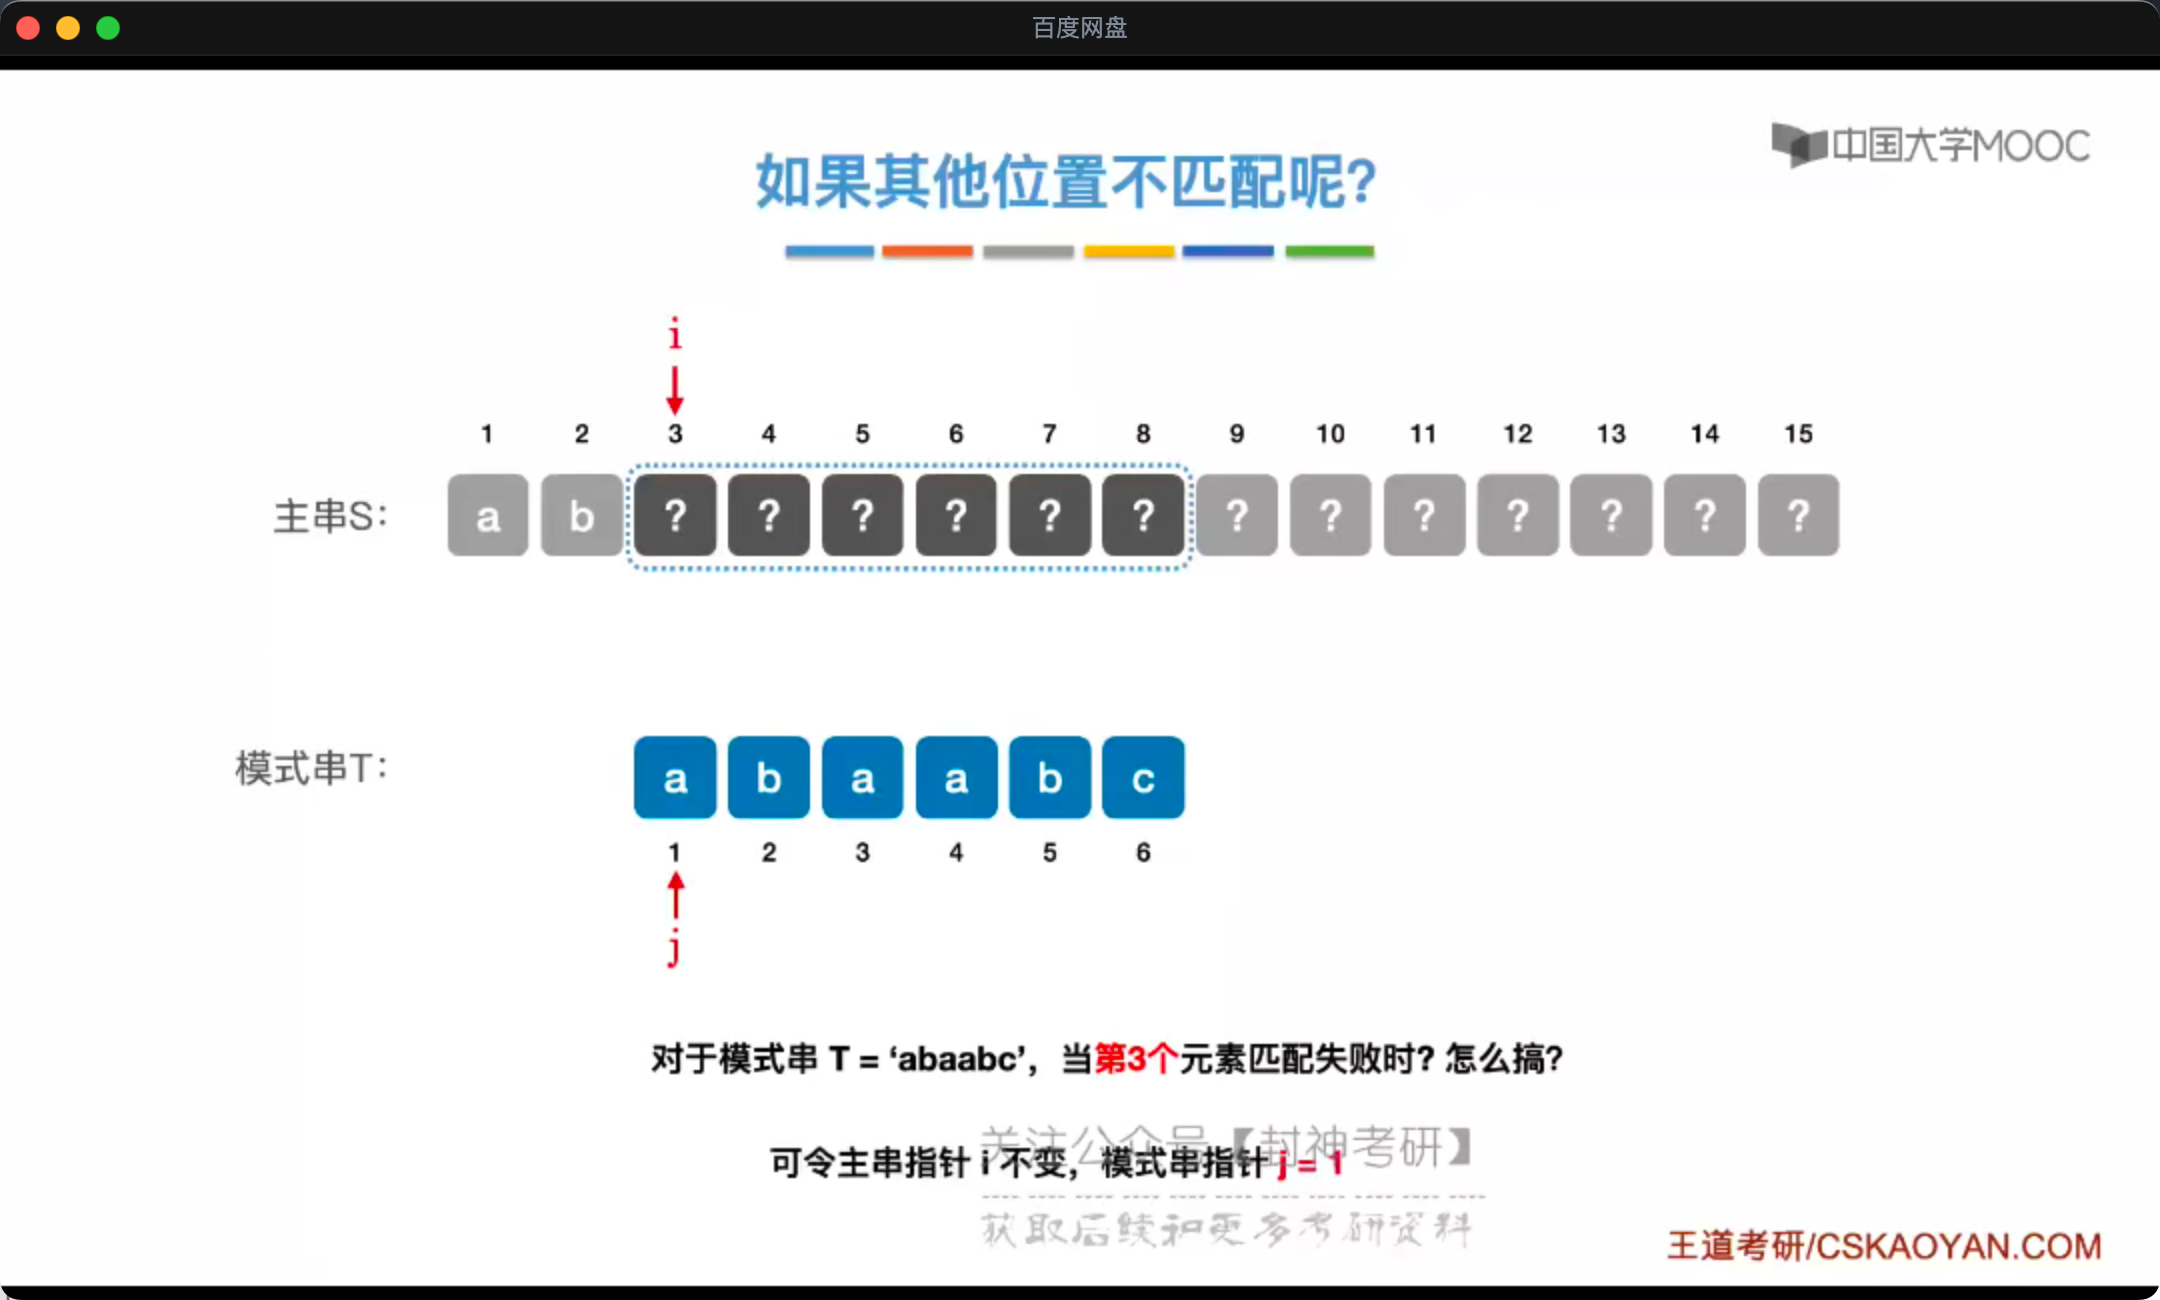 百度网盘
中国大学MOOC
如果其他位置不匹配呢?
i
1 2 3 4 5 6 7 8 9 10 11 12 13 14 15
主串S: a b ? ? ? ? ? ? ? ? ? ? ? ? ?
模式串T: a b a a b c
1 2 3 4 5 6
j
对于模式串 T = ‘abaabc’，当第3个元素匹配失败时? 怎么搞?
关注公众号【封神考研】
可令主串指针 i 不变，模式串指针 j = 1
获取后续和更多考研资料
王道考研/CSKAOYAN.COM